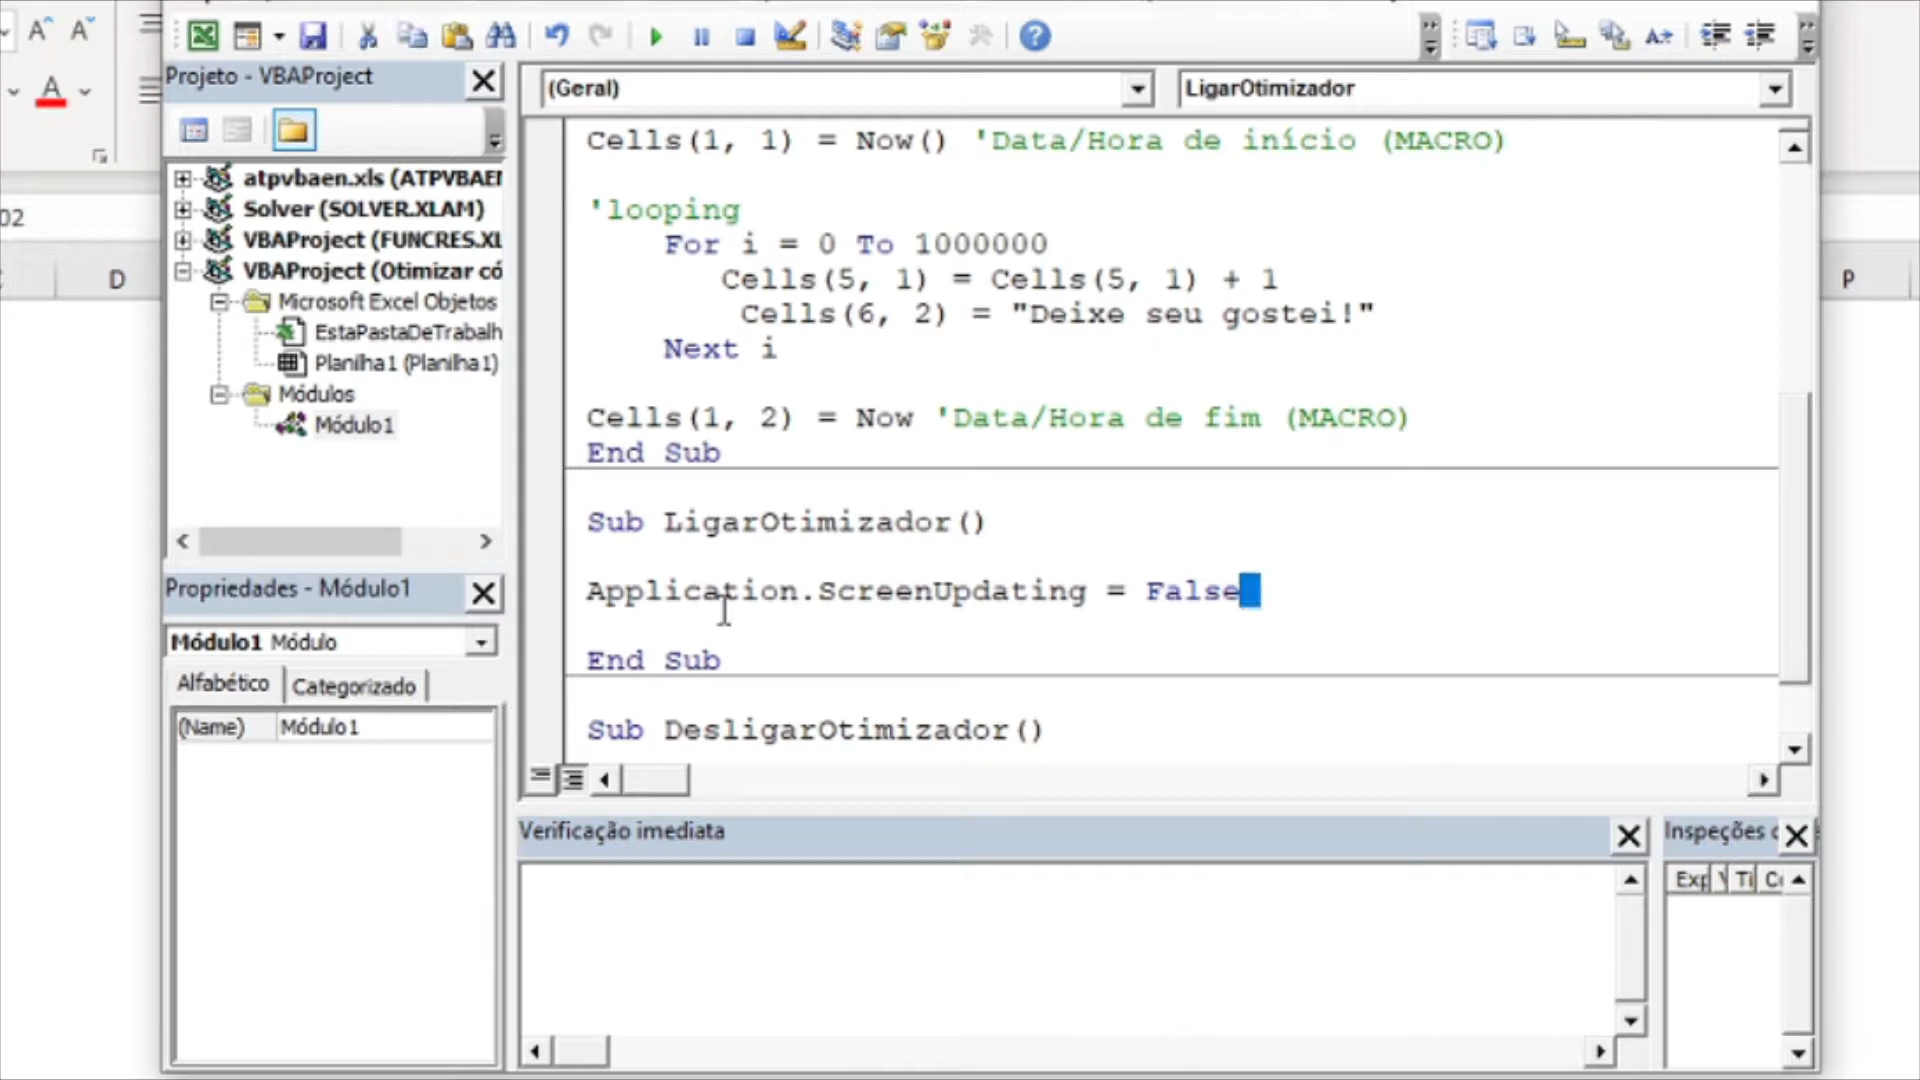 Projeto - VBAProject
(Geral)
LigarOtimizador
02
D
P
atpvbaen.xls (ATPVBAEN
Solver (SOLVER.XLAM)
VBAProject (FUNCRES.XL
VBAProject (Otimizar có
Microsoft Excel Objetos
EstaPastaDeTrabalh
Planilha1 (Planilha1)
Módulos
Módulo1
Cells(1, 1) = Now() 'Data/Hora de início (MACRO)
'looping
For i = 0 To 1000000
Cells(5, 1) = Cells(5, 1) + 1
Cells(6, 2) = "Deixe seu gostei!"
Next i
Cells(1, 2) = Now 'Data/Hora de fim (MACRO)
End Sub
Sub LigarOtimizador()
Application.ScreenUpdating = False
End Sub
Sub DesligarOtimizador()
Propriedades - Módulo1
Módulo1 Módulo
Alfabético
Categorizado
(Name) Módulo1
Verificação imediata
Inspeções
Exp
Ti